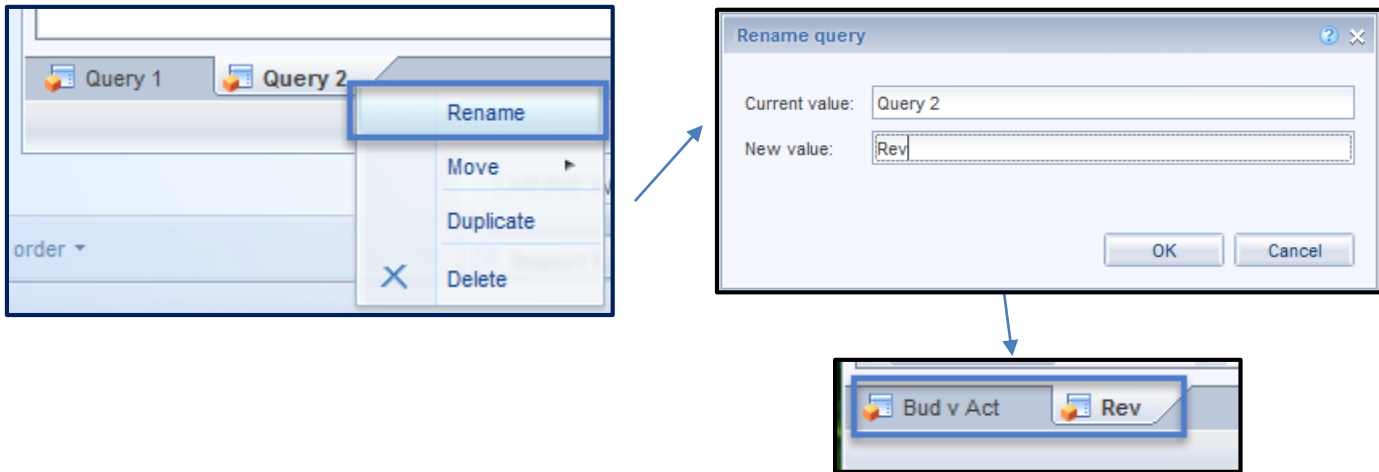 Query 1
Query 2
Rename
Move
Duplicate
Delete
order
Rename query
Current value: Query 2
New value: Rev
OK Cancel
Bud v Act
Rev